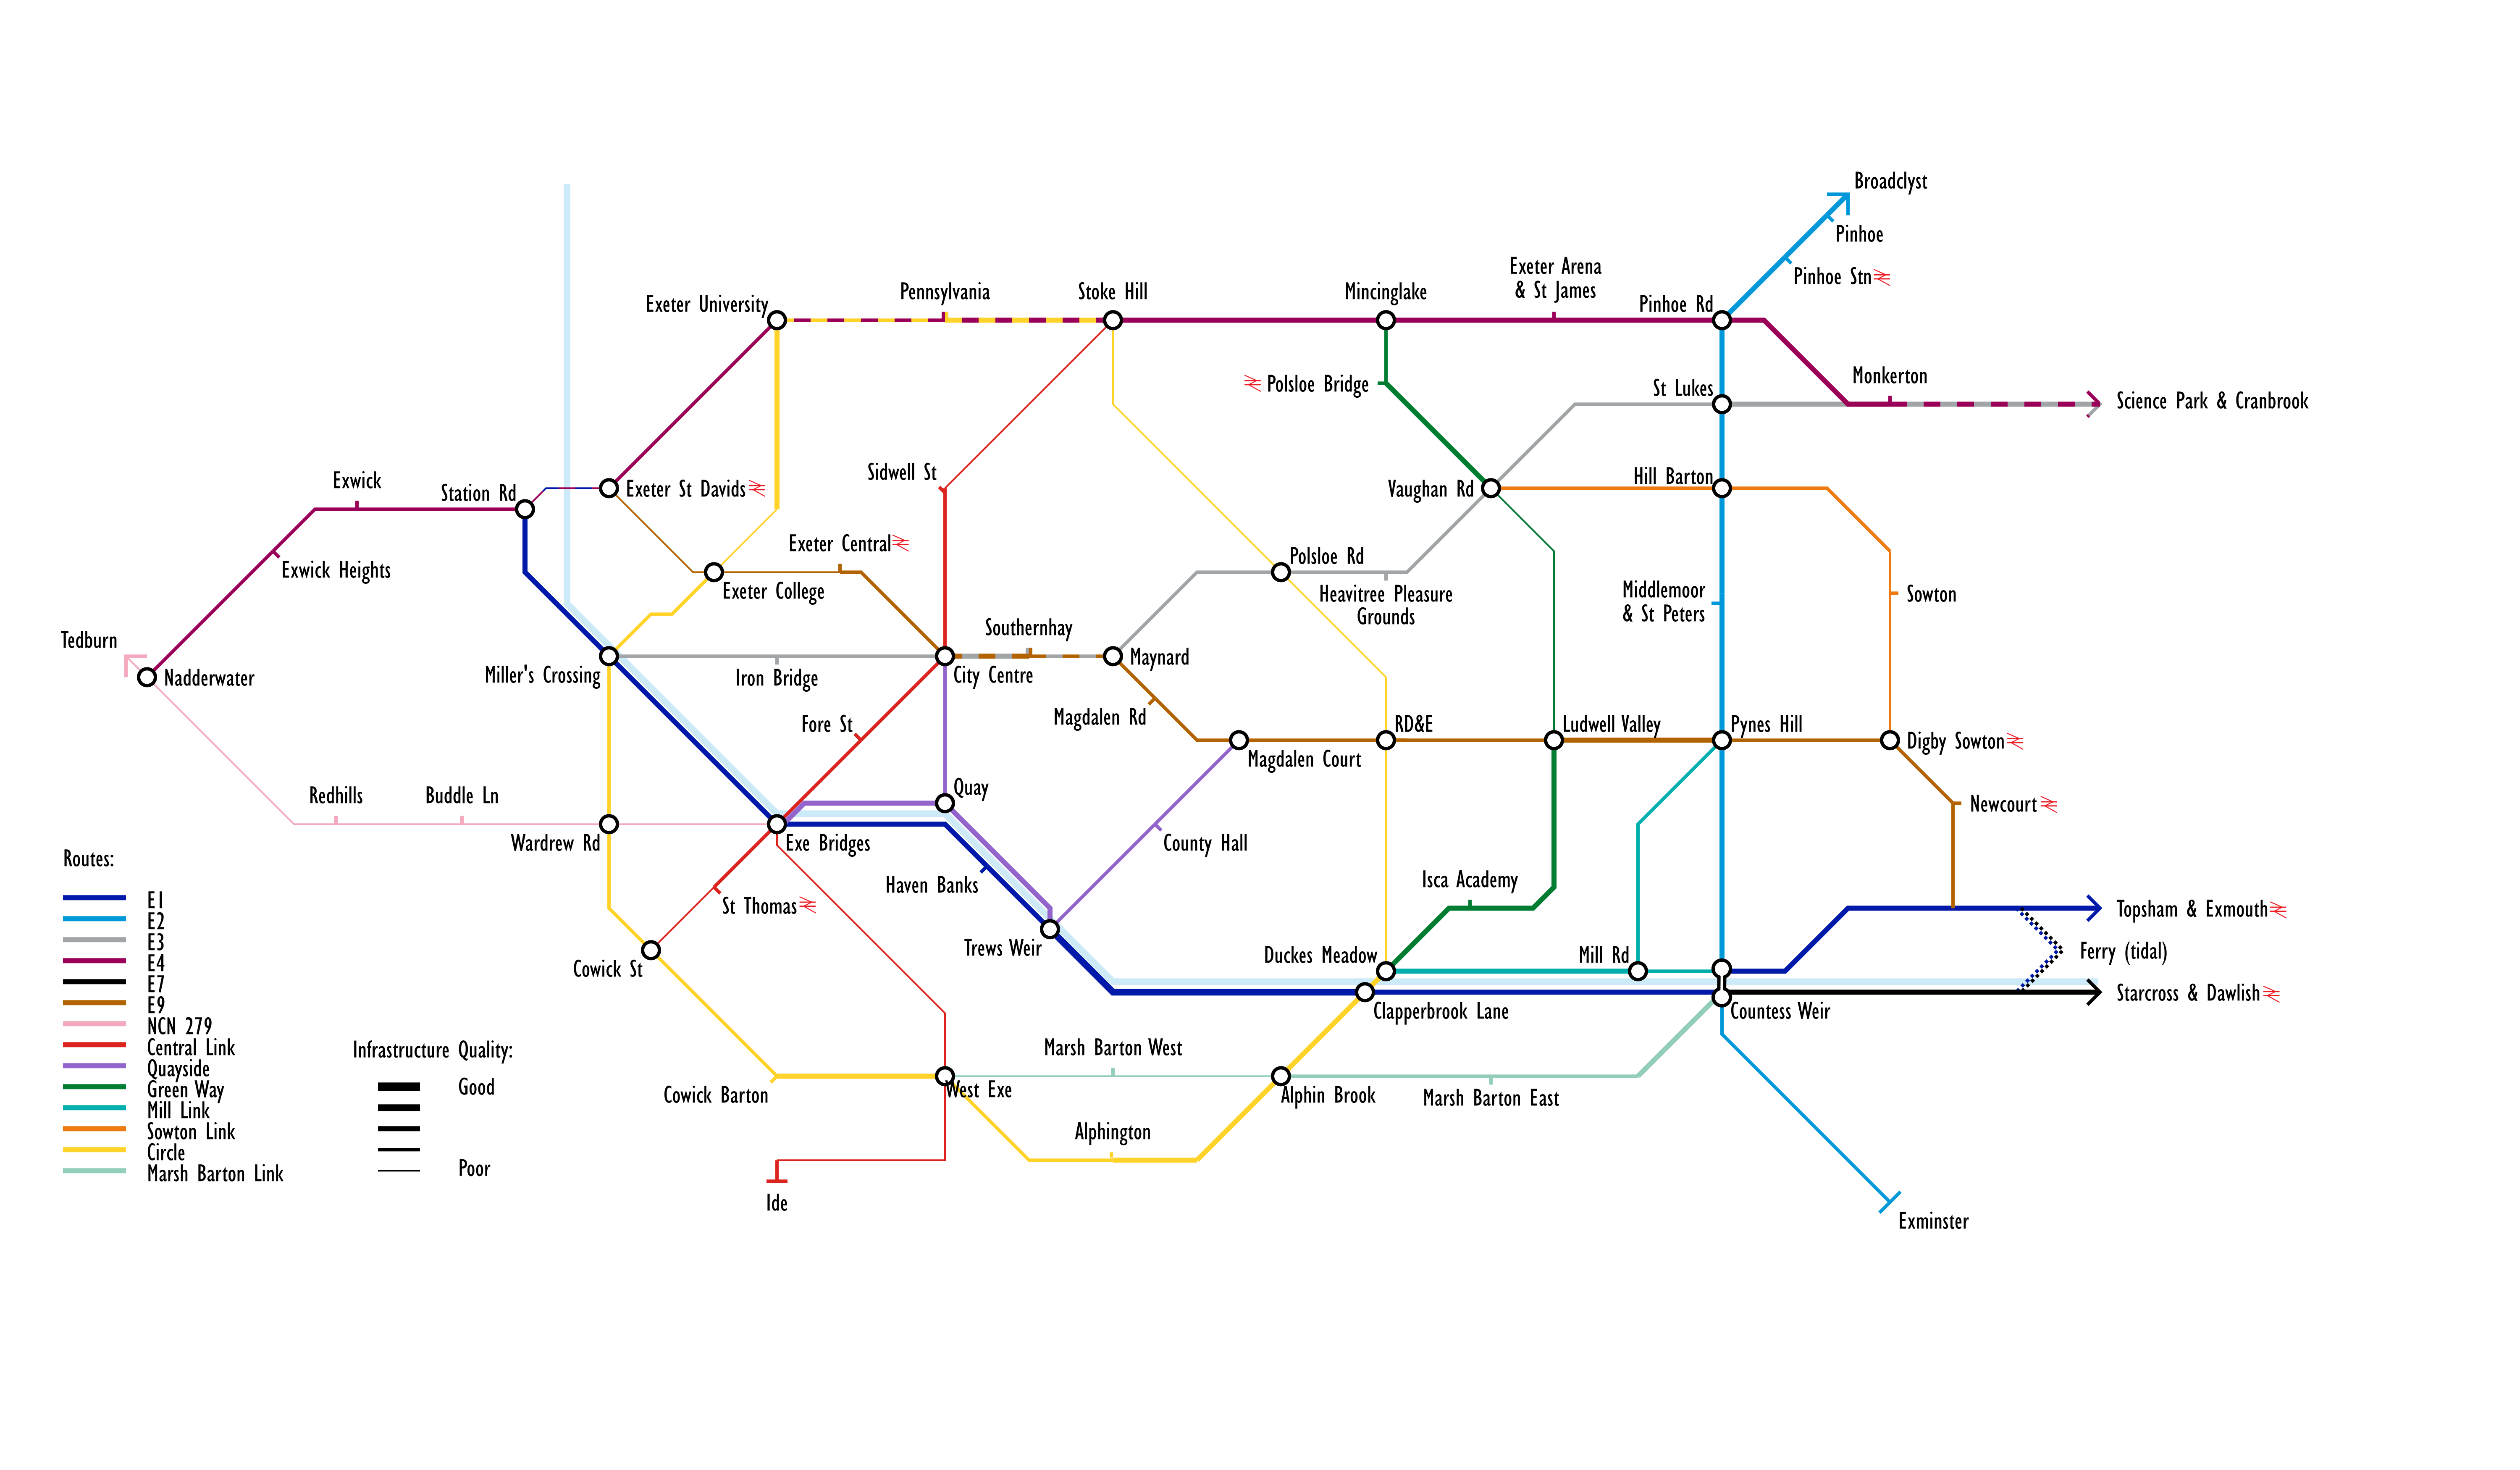 Broadclyst
Pinhoe
Pinhoe Stn
Exeter Arena
& St James
Exeter University
Pennsylvania
Stoke Hill
Mincinglake
Pinhoe Rd
Polsloe Bridge
St Lukes
Monkerton
Science Park & Cranbrook
Exwick
Station Rd
Exeter St Davids
Sidwell St
Vaughan Rd
Hill Barton
Exwick Heights
Exeter Central
Exeter College
Polsloe Rd
Heavitree Pleasure
Grounds
Middlemoor
& St Peters
Sowton
Tedburn
Nadderwater
Miller's Crossing
Iron Bridge
City Centre
Southernhay
Maynard
Fore St
Magdalen Rd
Magdalen Court
RD&E
Ludwell Valley
Pynes Hill
Digby Sowton
Redhills
Buddle Ln
Wardrew Rd
Exe Bridges
Quay
County Hall
Newcourt
Haven Banks
Isca Academy
St Thomas
Topsham & Exmouth
Trews Weir
Duckes Meadow
Mill Rd
Ferry (tidal)
Cowick St
Clapperbrook Lane
Countess Weir
Starcross & Dawlish
Marsh Barton West
Cowick Barton
West Exe
Alphin Brook
Marsh Barton East
Alphington
Ide
Exminster
Routes:
E1
E2
E3
E4
E7
E9
NCN 279
Central Link
Quayside
Green Way
Mill Link
Sowton Link
Circle
Marsh Barton Link
Infrastructure Quality:
Good
Poor